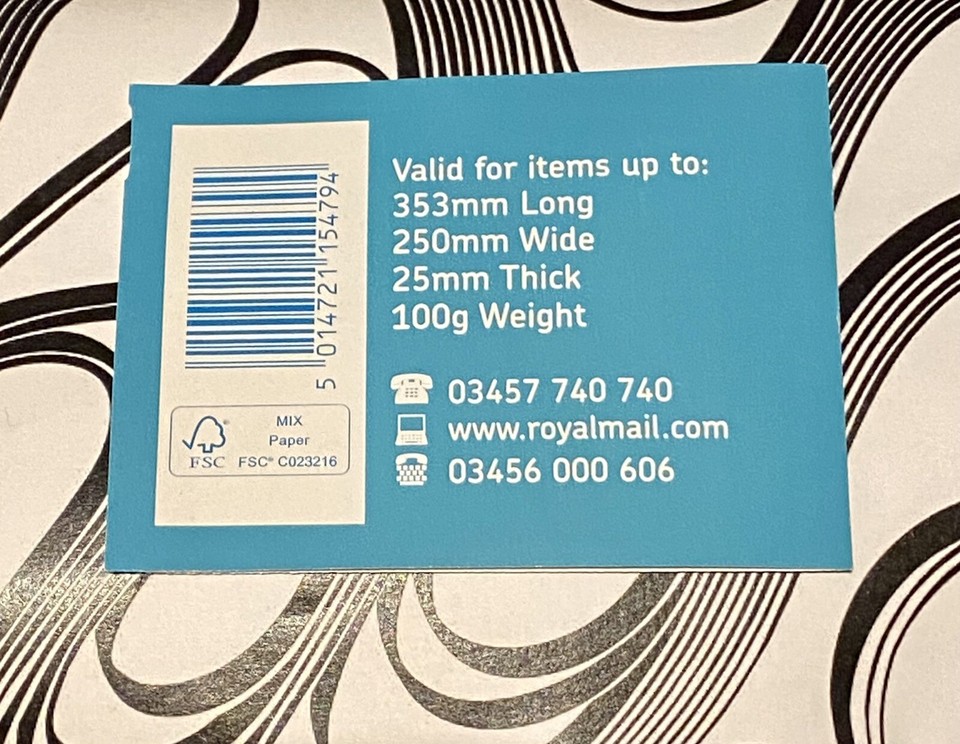 5 014721 154794
MIX
Paper
FSC® C023216
FSC
Valid for items up to:
353mm Long
250mm Wide
25mm Thick
100g Weight
03457 740 740
www.royalmail.com
03456 000 606